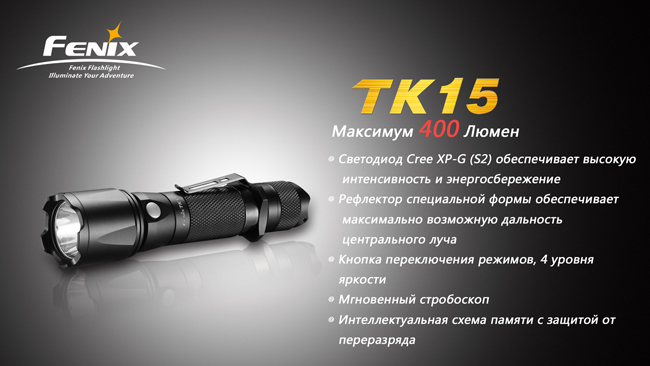 FENIX
Fenix Flashlight
Illuminate Your Adventure
TK15
Максимум 400 Люмен
Светодиод Cree XP-G (S2) обеспечивает высокую
интенсивность и энергосбережение
Рефлектор специальной формы обеспечивает
максимально возможную дальность
центрального луча
Кнопка переключения режимов, 4 уровня
яркости
Мгновенный стробоскоп
Интеллектуальная схема памяти с защитой от
переразряда